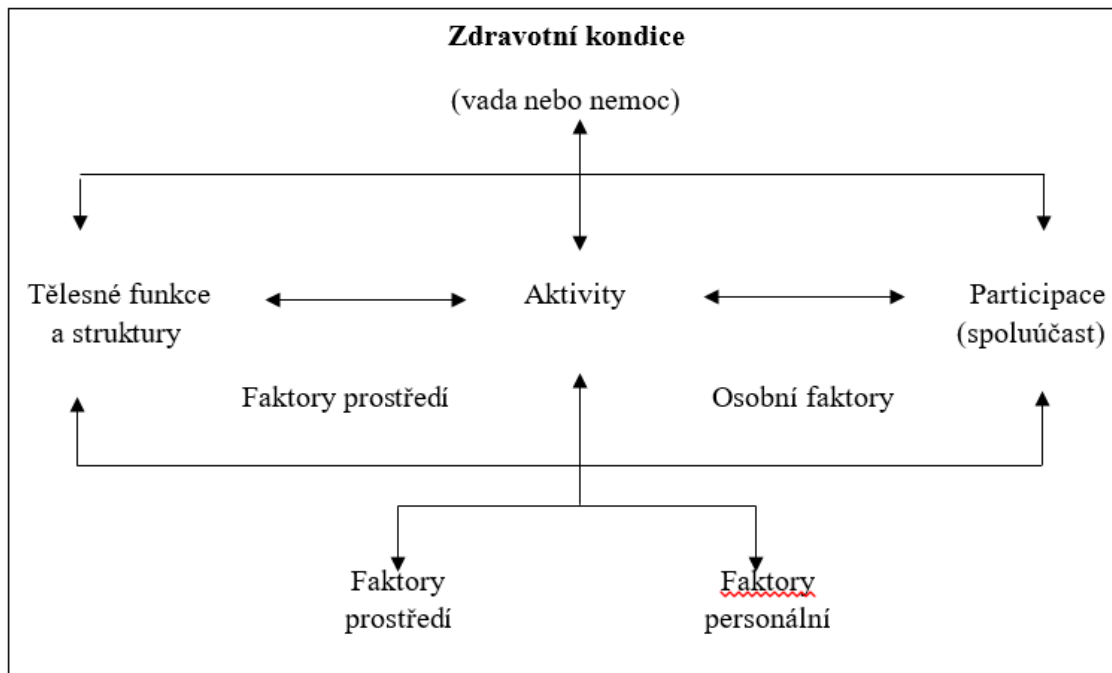 Zdravotní kondice
(vada nebo nemoc)
Tělesné funkce
a struktury
Aktivity
Participace
(spoluúčast)
Faktory prostředí
Osobní faktory
Faktory
prostředí
Faktory
personální